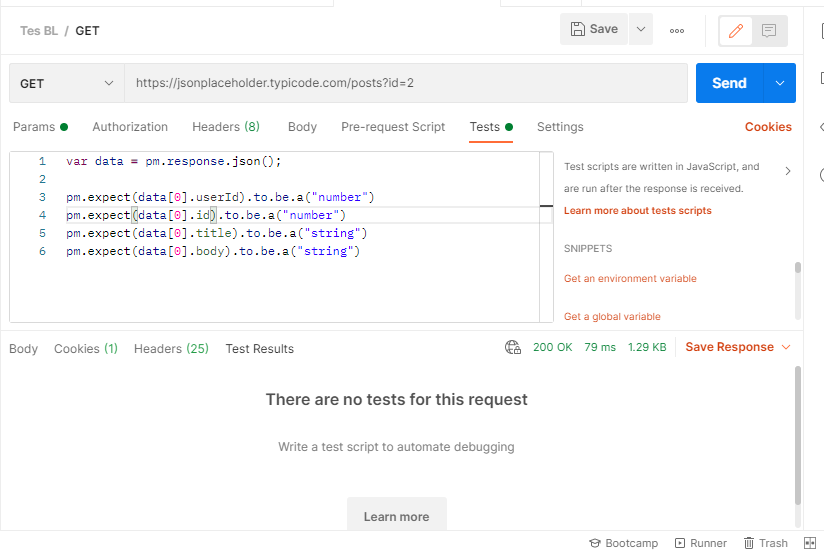 Tes BL / GET
Save
GET
https://jsonplaceholder.typicode.com/posts?id=2
Send
Params
Authorization
Headers (8)
Body
Pre-request Script
Tests
Settings
Cookies
1 var data = pm.response.json();
2
3 pm.expect(data[0].userId).to.be.a("number")
4 pm.expect(data[0].id).to.be.a("number")
5 pm.expect(data[0].title).to.be.a("string")
6 pm.expect(data[0].body).to.be.a("string")
Test scripts are written in JavaScript, and
are run after the response is received.
Learn more about tests scripts
SNIPPETS
Get an environment variable
Get a global variable
Body
Cookies (1)
Headers (25)
Test Results
200 OK
79 ms
1.29 KB
Save Response
There are no tests for this request
Write a test script to automate debugging
Learn more
Bootcamp
Runner
Trash